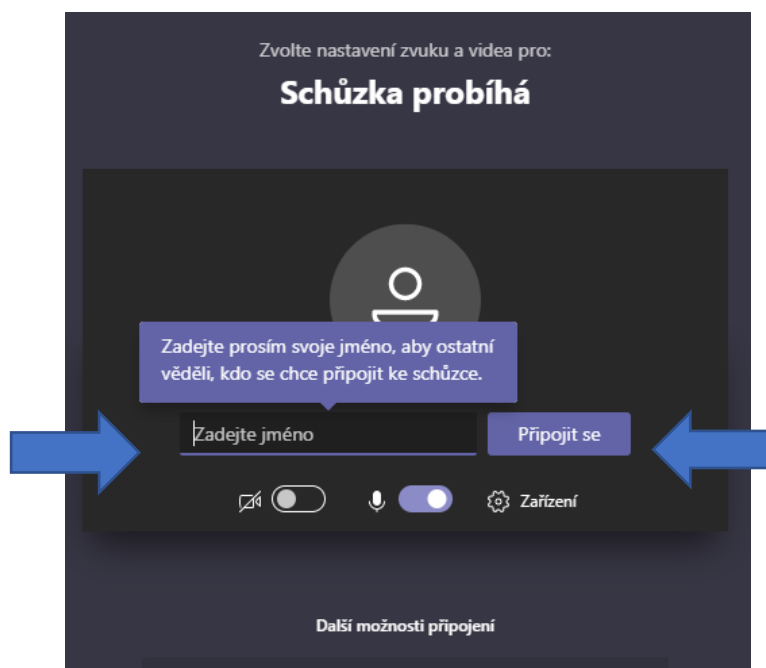 Zvolte nastavení zvuku a videa pro:
Schůzka probíhá
Zadejte prosím svoje jméno, aby ostatní
věděli, kdo se chce připojit ke schůzce.
Zadejte jméno
Připojit se
Zařízení
Další možnosti připojení